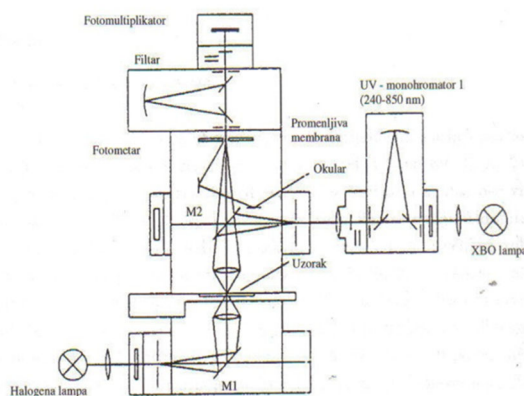 Fotomultiplikator
Filtar
UV - monohromator 1
(240-850 nm)
Promenljiva
membrana
Fotometar
Okular
M2
XBO lampa
Uzorak
M1
Halogena lampa